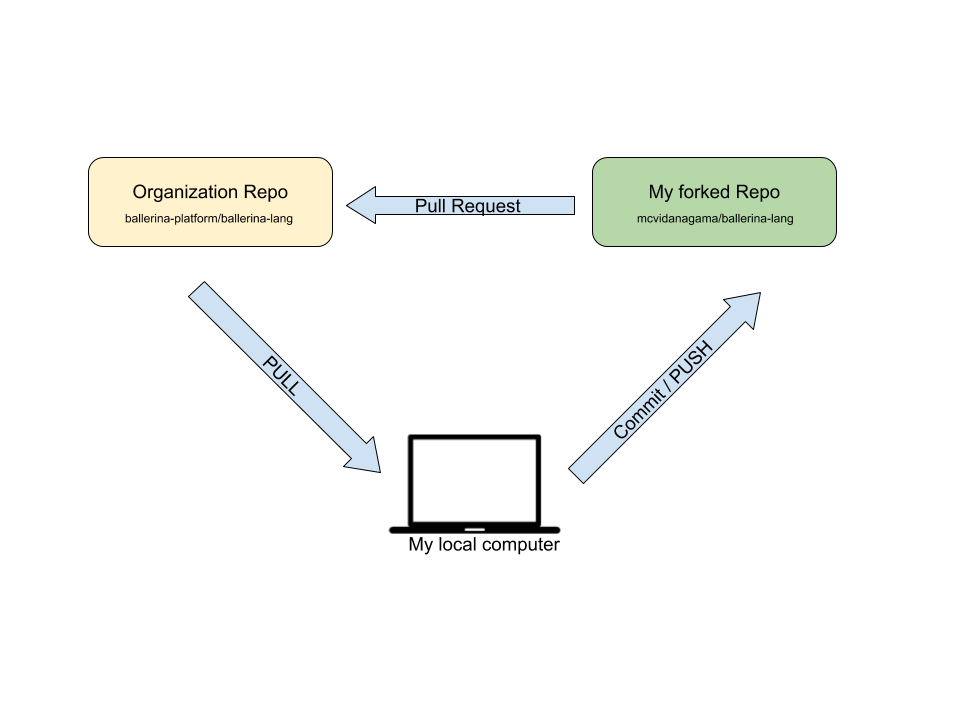 Organization Repo
ballerina-platform/ballerina-lang
Pull Request
My forked Repo
mcvidanagama/ballerina-lang
PULL
Commit / PUSH
My local computer